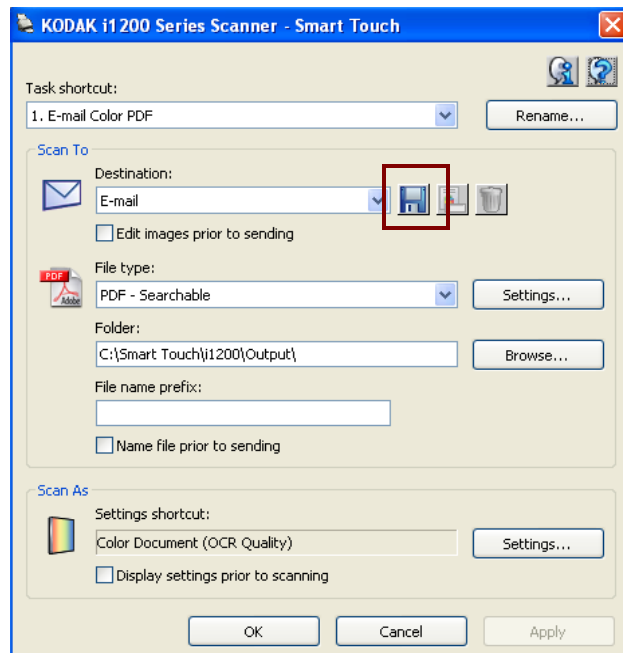 KODAK i1200 Series Scanner - Smart Touch
Task shortcut:
1. E-mail Color PDF
Rename...
Scan To
Destination:
E-mail
Edit images prior to sending
File type:
PDF
Adobe
PDF - Searchable
Settings...
Folder:
C:\Smart Touch\i1200\Output\
Browse...
File name prefix:
Name file prior to sending
Scan As
Settings shortcut:
Color Document (OCR Quality)
Settings...
Display settings prior to scanning
OK
Cancel
Apply